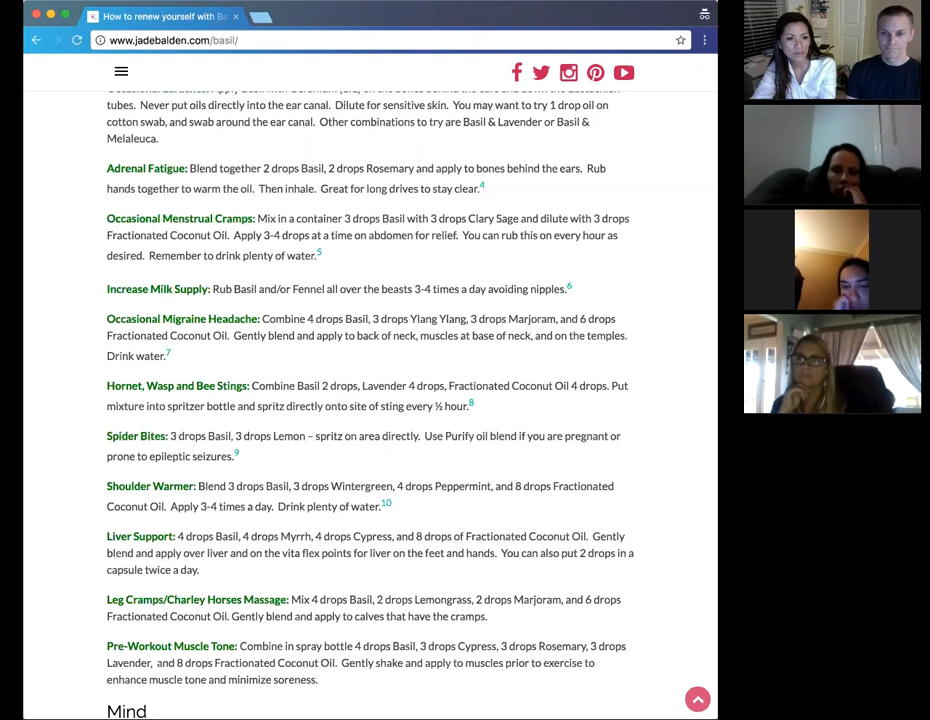 How to renew yourself with Ba
www.jadebalden.com/basil/
tubes. Never put oils directly into the ear canal. Dilute for sensitive skin. You may want to try 1 drop oil on
cotton swab, and swab around the ear canal. Other combinations to try are Basil & Lavender or Basil &
Melaleuca.
Adrenal Fatigue: Blend together 2 drops Basil, 2 drops Rosemary and apply to bones behind the ears. Rub
hands together to warm the oil. Then inhale. Great for long drives to stay clear.4
Occasional Menstrual Cramps: Mix in a container 3 drops Basil with 3 drops Clary Sage and dilute with 3 drops
Fractionated Coconut Oil. Apply 3-4 drops at a time on abdomen for relief. You can rub this on every hour as
desired. Remember to drink plenty of water.5
Increase Milk Supply: Rub Basil and/or Fennel all over the beasts 3-4 times a day avoiding nipples.6
Occasional Migraine Headache: Combine 4 drops Basil, 3 drops Ylang Ylang, 3 drops Marjoram, and 6 drops
Fractionated Coconut Oil. Gently blend and apply to back of neck, muscles at base of neck, and on the temples.
Drink water.7
Hornet, Wasp and Bee Stings: Combine Basil 2 drops, Lavender 4 drops, Fractionated Coconut Oil 4 drops. Put
mixture into spritzer bottle and spritz directly onto site of sting every ½ hour.8
Spider Bites: 3 drops Basil, 3 drops Lemon – spritz on area directly. Use Purify oil blend if you are pregnant or
prone to epileptic seizures.9
Shoulder Warmer: Blend 3 drops Basil, 3 drops Wintergreen, 4 drops Peppermint, and 8 drops Fractionated
Coconut Oil. Apply 3-4 times a day. Drink plenty of water.10
Liver Support: 4 drops Basil, 4 drops Myrrh, 4 drops Cypress, and 8 drops of Fractionated Coconut Oil. Gently
blend and apply over liver and on the vita flex points for liver on the feet and hands. You can also put 2 drops in a
capsule twice a day.
Leg Cramps/Charley Horses Massage: Mix 4 drops Basil, 2 drops Lemongrass, 2 drops Marjoram, and 6 drops
Fractionated Coconut Oil. Gently blend and apply to calves that have the cramps.
Pre-Workout Muscle Tone: Combine in spray bottle 4 drops Basil, 3 drops Cypress, 3 drops Rosemary, 3 drops
Lavender, and 8 drops Fractionated Coconut Oil. Gently shake and apply to muscles prior to exercise to
enhance muscle tone and minimize soreness.
Mind